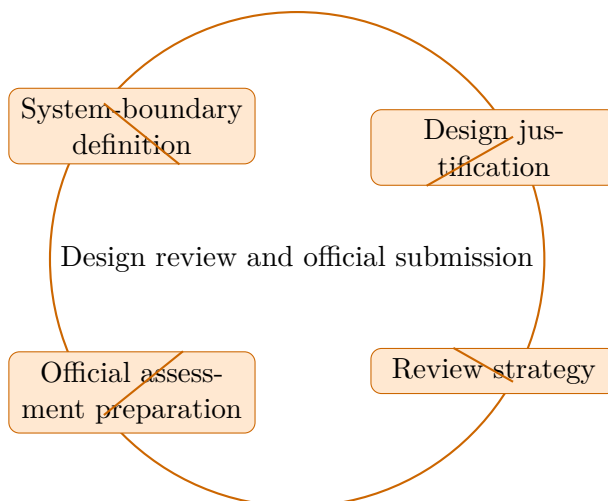 System-boundary
definition
Design jus-
tification
Design review and official submission
Official assess-
ment preparation
Review strategy